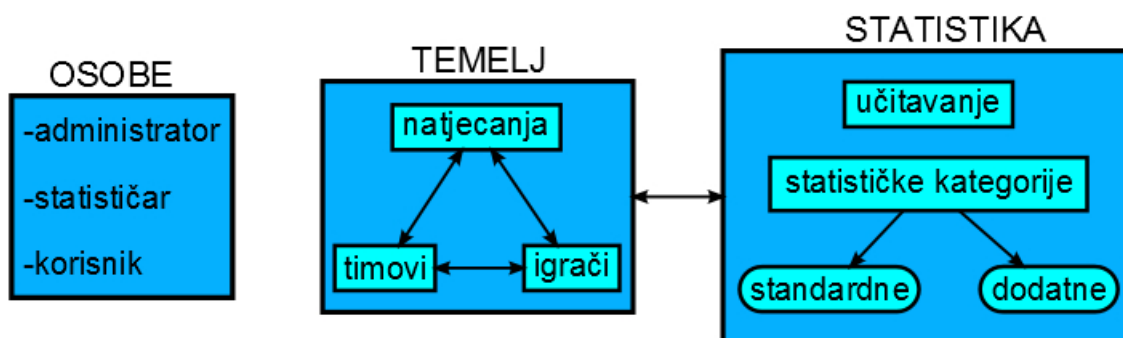 OSOBE
-administrator
-statističar
-korisnik
TEMELJ
natjecanja
timovi
igrači
STATISTIKA
učitavanje
statističke kategorije
standardne
dodatne